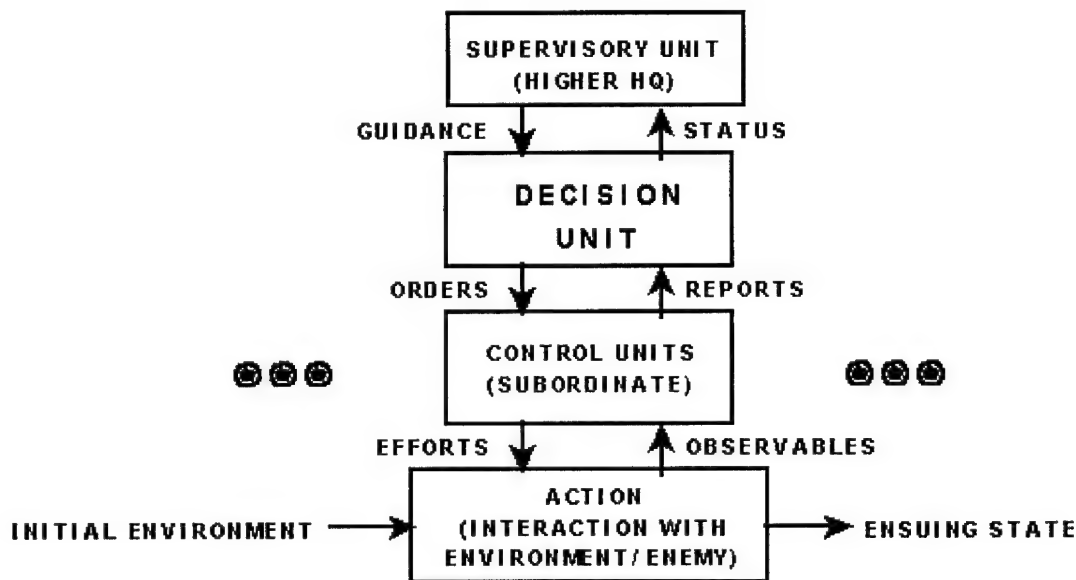 SUPERVISORY UNIT
(HIGHER HQ)
GUIDANCE
STATUS
DECISION
UNIT
ORDERS
REPORTS
CONTROL UNITS
(SUBORDINATE)
EFFORTS
OBSERVABLES
ACTION
INITIAL ENVIRONMENT
(INTERACTION WITH
ENSUING STATE
ENVIRONMENT/ENEMY)